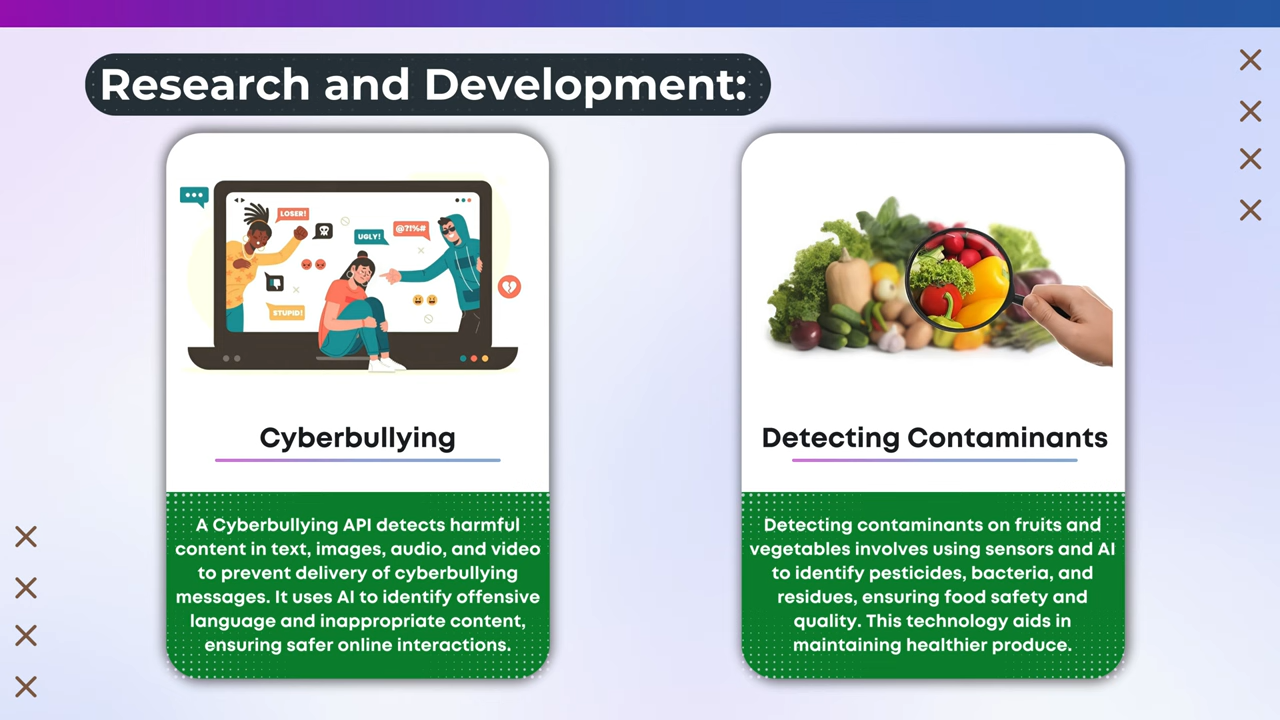 Research and Development:
LOSER!
UGLY!
@?!%#
STUPID!
Cyberbullying
A Cyberbullying API detects harmful
content in text, images, audio, and video
to prevent delivery of cyberbullying
messages. It uses AI to identify offensive
language and inappropriate content,
ensuring safer online interactions.
Detecting Contaminants
Detecting contaminants on fruits and
vegetables involves using sensors and AI
to identify pesticides, bacteria, and
residues, ensuring food safety and
quality. This technology aids in
maintaining healthier produce.